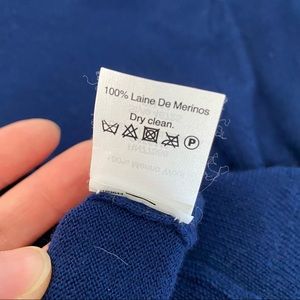 100% Laine De Merinos
Dry clean.
P